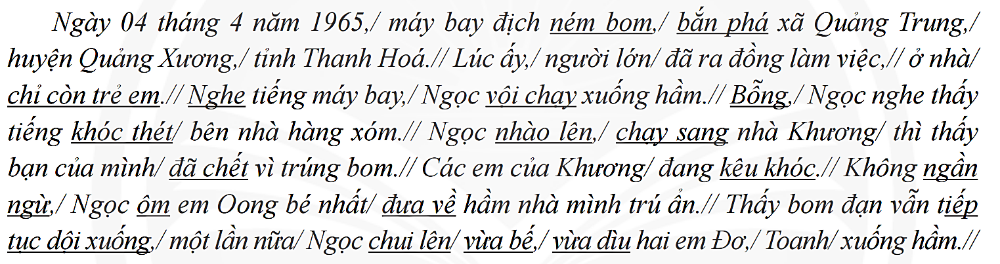 Ngày 04 tháng 4 năm 1965,/ máy bay địch ném bom,/ bắn phá xã Quảng Trung,/
huyện Quảng Xương,/ tỉnh Thanh Hoá.// Lúc ấy,/ người lớn/ đã ra đồng làm việc,// ở nhà/
chỉ còn trẻ em.// Nghe tiếng máy bay,/ Ngọc vội chạy xuống hầm.// Bỗng,/ Ngọc nghe thấy
tiếng khóc thét/ bên nhà hàng xóm.// Ngọc nhào lên,/ chạy sang nhà Khương/ thì thấy
bạn của mình/ đã chết vì trúng bom.// Các em của Khương/ đang kêu khóc.// Không ngần
ngừ,/ Ngọc ôm em Oong bé nhất/ đưa về hầm nhà mình trú ẩn.// Thấy bom đạn vẫn tiếp
tục dội xuống,/ một lần nữa/ Ngọc chui lên/ vừa bế,/ vừa dìu hai em Đơ,/ Toanh/ xuống hầm.//